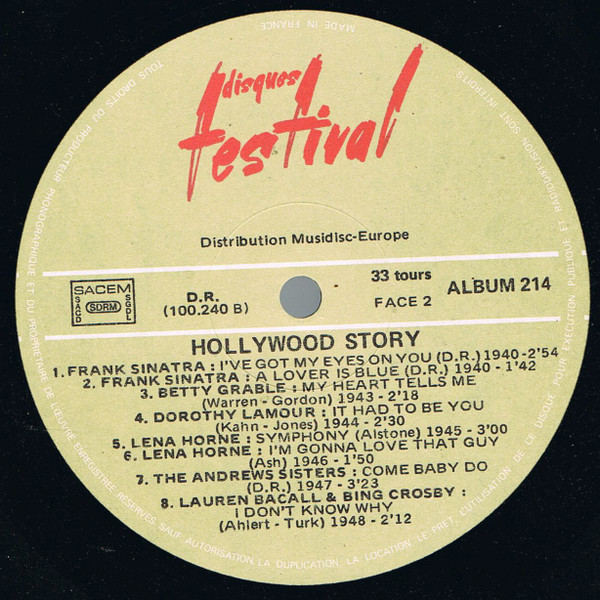 MADE IN FRANCE
TOUS DROITS DU PRODUCTEUR PHONOGRAPHIQUE ET DU PROPRIETAIRE DE L'ŒUVRE ENREGISTREE RESERVES. SAUF AUTORISATION, LA DUPLICATION, LA LOCATION, LE PRET, L'UTILISATION DE CE DISQUE POUR EXECUTION PUBLIQUE ET RADIODIFFUSION SONT INTERDITS
disques
festival
Distribution Musidisc-Europe
SACEM
SACD
SDRM
SGDL
D.R.
(100.240 B)
33 tours
FACE 2
ALBUM 214
HOLLYWOOD STORY
1. FRANK SINATRA : I'VE GOT MY EYES ON YOU (D.R.) 1940 - 2'54
2. FRANK SINATRA : A LOVER IS BLUE (D.R.) 1940 - 1'42
3. BETTY GRABLE : MY HEART TELLS ME
(Warren - Gordon) 1943 - 2'18
4. DOROTHY LAMOUR : IT HAD TO BE YOU
(Kahn - Jones) 1944 - 2'30
5. LENA HORNE : SYMPHONY (Alstone) 1945 - 3'00
6. LENA HORNE : I'M GONNA LOVE THAT GUY
(Ash) 1946 - 1'50
7. THE ANDREWS SISTERS : COME BABY DO
(D.R.) 1947 - 3'23
8. LAUREN BACALL & BING CROSBY :
I DON'T KNOW WHY
(Ahlert - Turk) 1948 - 2'12